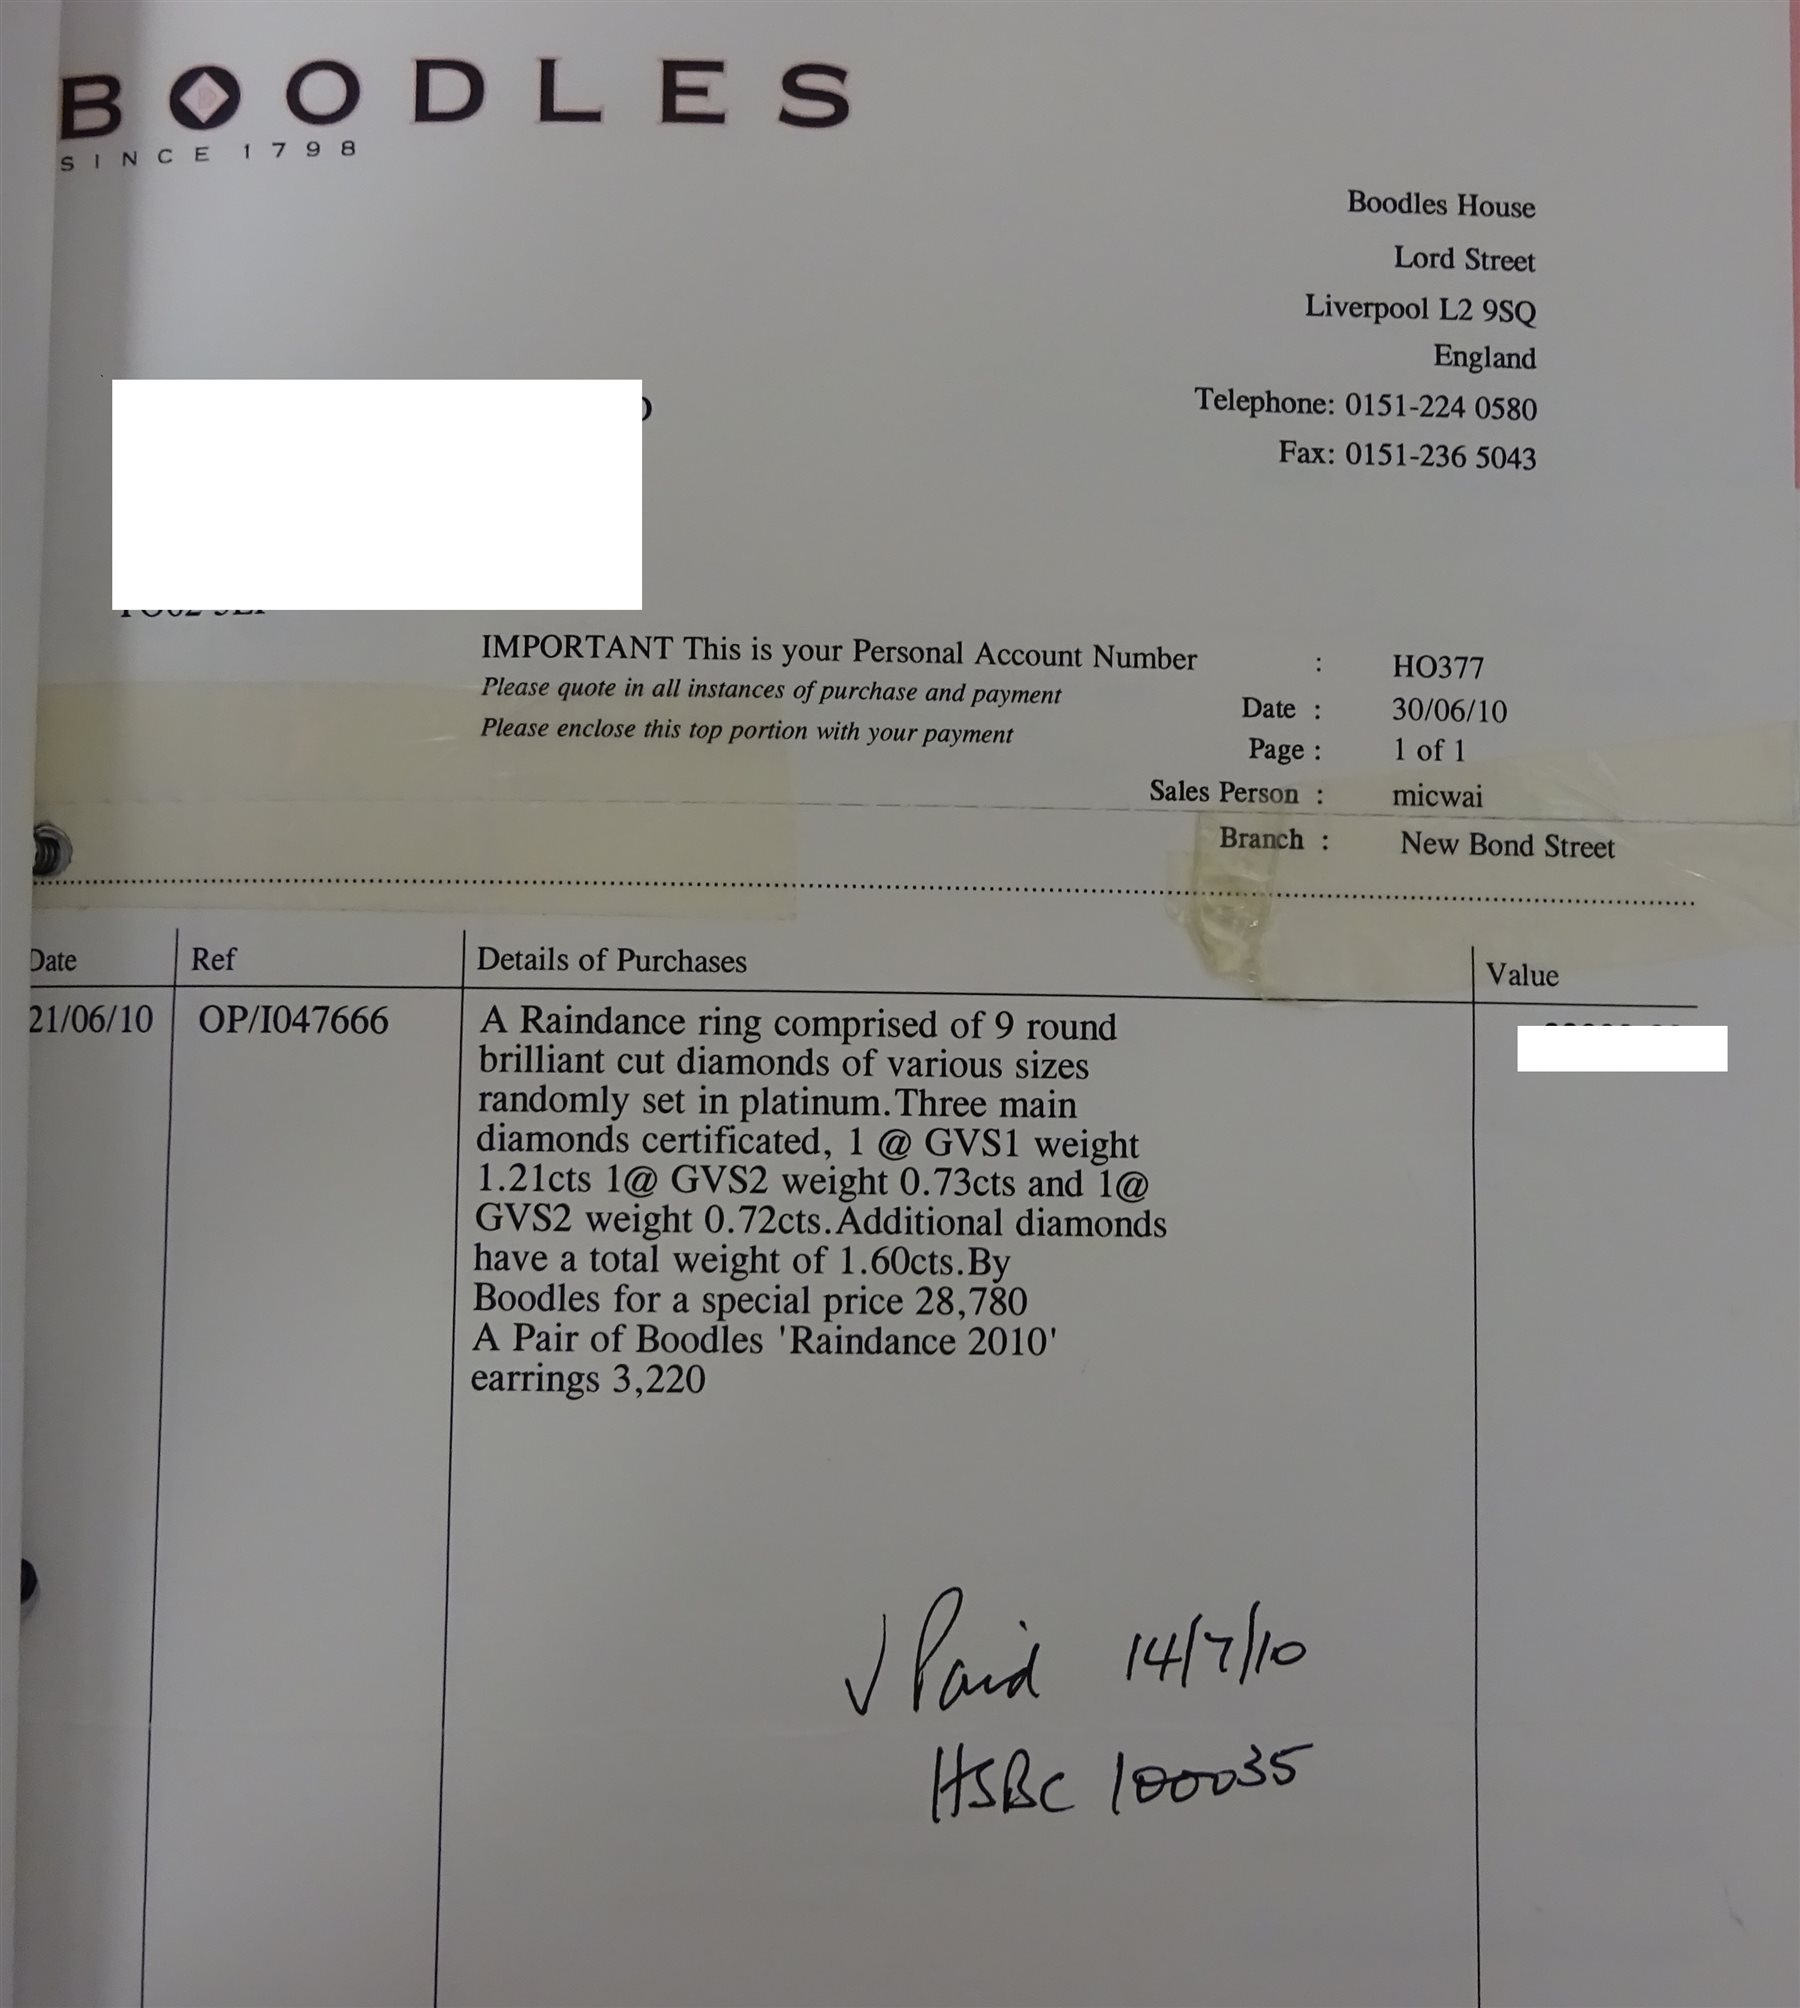 BOODLES
SINCE 1798
Boodles House
Lord Street
Liverpool L2 9SQ
England
Telephone: 0151-224 0580
Fax: 0151-236 5043
IMPORTANT This is your Personal Account Number : HO377
Please quote in all instances of purchase and payment
Date : 30/06/10
Please enclose this top portion with your payment
Page : 1 of 1
Sales Person : micwai
Branch : New Bond Street
Date Ref Details of Purchases Value
21/06/10 OP/I047666 A Raindance ring comprised of 9 round
brilliant cut diamonds of various sizes
randomly set in platinum.Three main
diamonds certificated, 1 @ GVS1 weight
1.21cts 1@ GVS2 weight 0.73cts and 1@
GVS2 weight 0.72cts.Additional diamonds
have a total weight of 1.60cts.By
Boodles for a special price 28,780
A Pair of Boodles 'Raindance 2010'
earrings 3,220
√ Paid 14/7/10
HSBC 100035